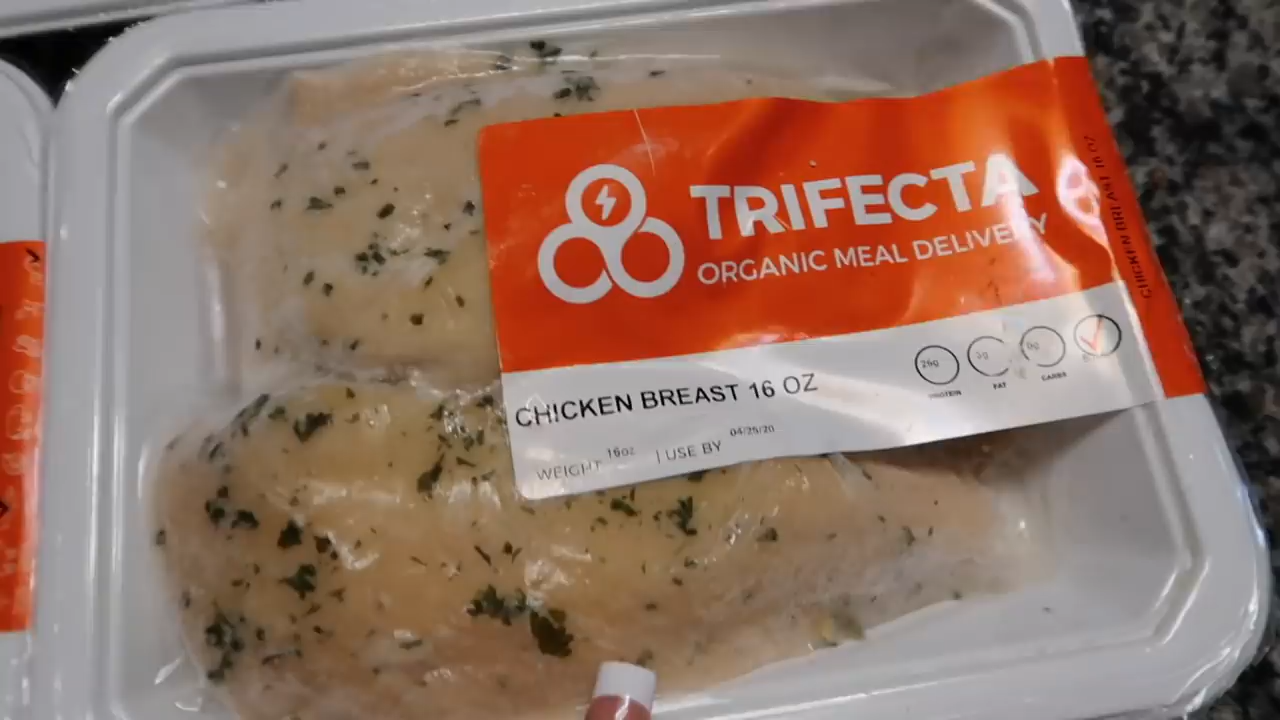 TRIFECTA
ORGANIC MEAL DELIVERY
CHICKEN BREAST 16 OZ
WEIGHT 16oz | USE BY 04/25/20
PROTEIN
FAT
CARBS
CHICKEN BREAST 16 OZ